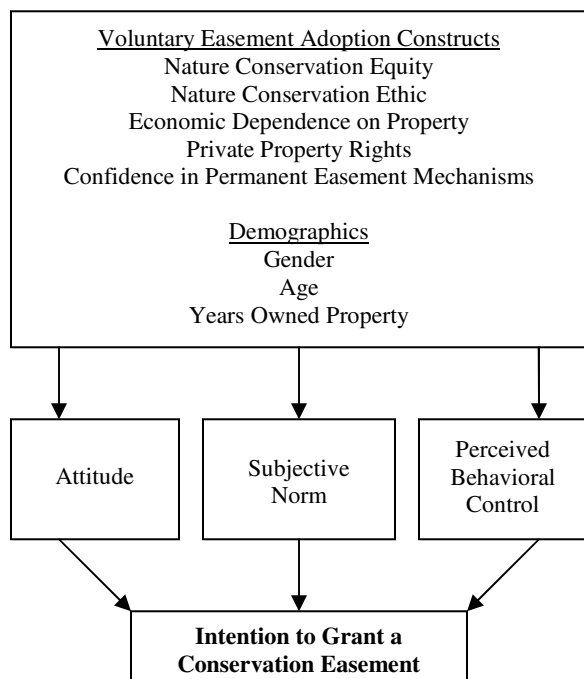 Voluntary Easement Adoption Constructs
Nature Conservation Equity
Nature Conservation Ethic
Economic Dependence on Property
Private Property Rights
Confidence in Permanent Easement Mechanisms
Demographics
Gender
Age
Years Owned Property
Attitude
Subjective
Norm
Perceived
Behavioral
Control
Intention to Grant a
Conservation Easement